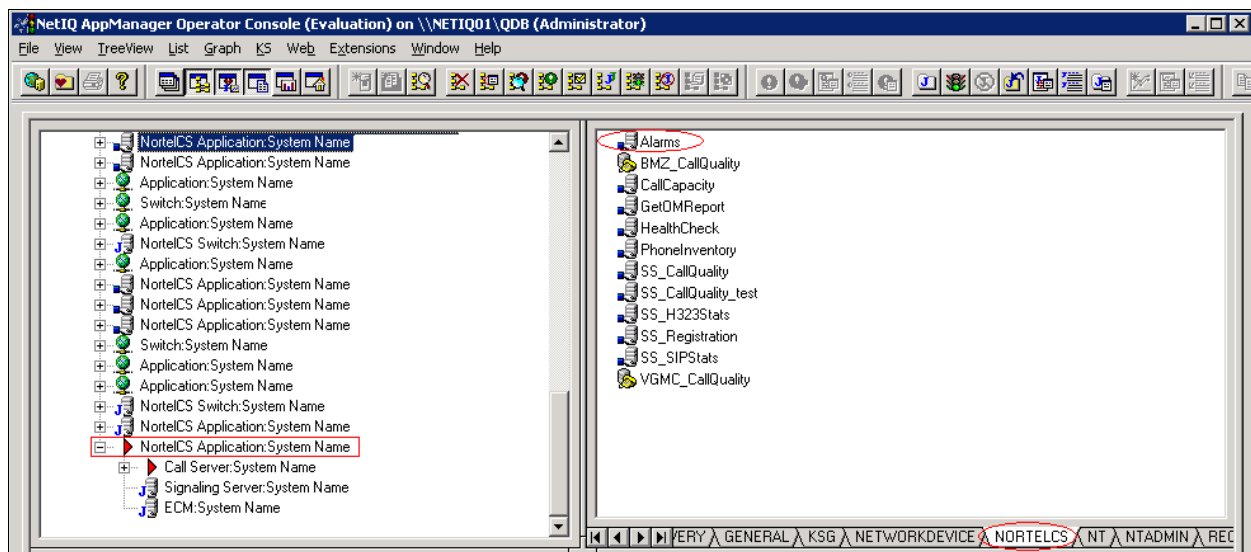 NetIQ AppManager Operator Console (Evaluation) on \\NETIQ01\QDB (Administrator)
File View TreeView List Graph KS Web Extensions Window Help
NortelCS Application:System Name
NortelCS Application:System Name
Application:System Name
Switch:System Name
Application:System Name
NortelCS Switch:System Name
Application:System Name
NortelCS Application:System Name
NortelCS Application:System Name
NortelCS Application:System Name
Switch:System Name
Application:System Name
Application:System Name
NortelCS Switch:System Name
NortelCS Application:System Name
NortelCS Application:System Name
Call Server:System Name
Signaling Server:System Name
ECM:System Name
Alarms
BMZ_CallQuality
CallCapacity
GetOMReport
HealthCheck
PhoneInventory
SS_CallQuality
SS_CallQuality_test
SS_H323Stats
SS_Registration
SS_SIPStats
VGMC_CallQuality
VERY GENERAL KSG NETWORKDEVICE NORTELCS NT NTADMIN REC